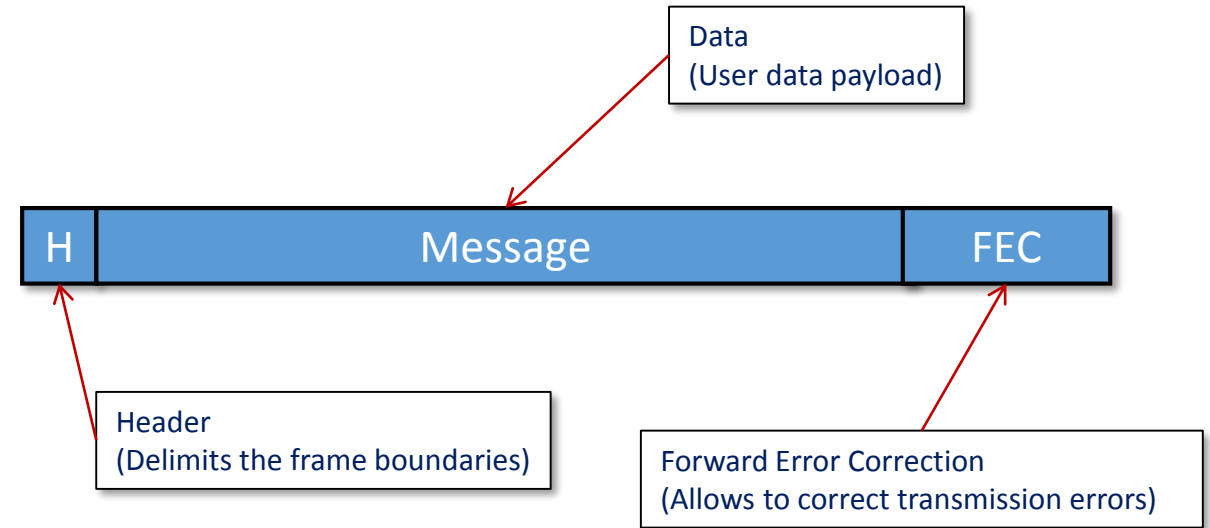 Data
(User data payload)
H
Message
FEC
Header
(Delimits the frame boundaries)
Forward Error Correction
(Allows to correct transmission errors)